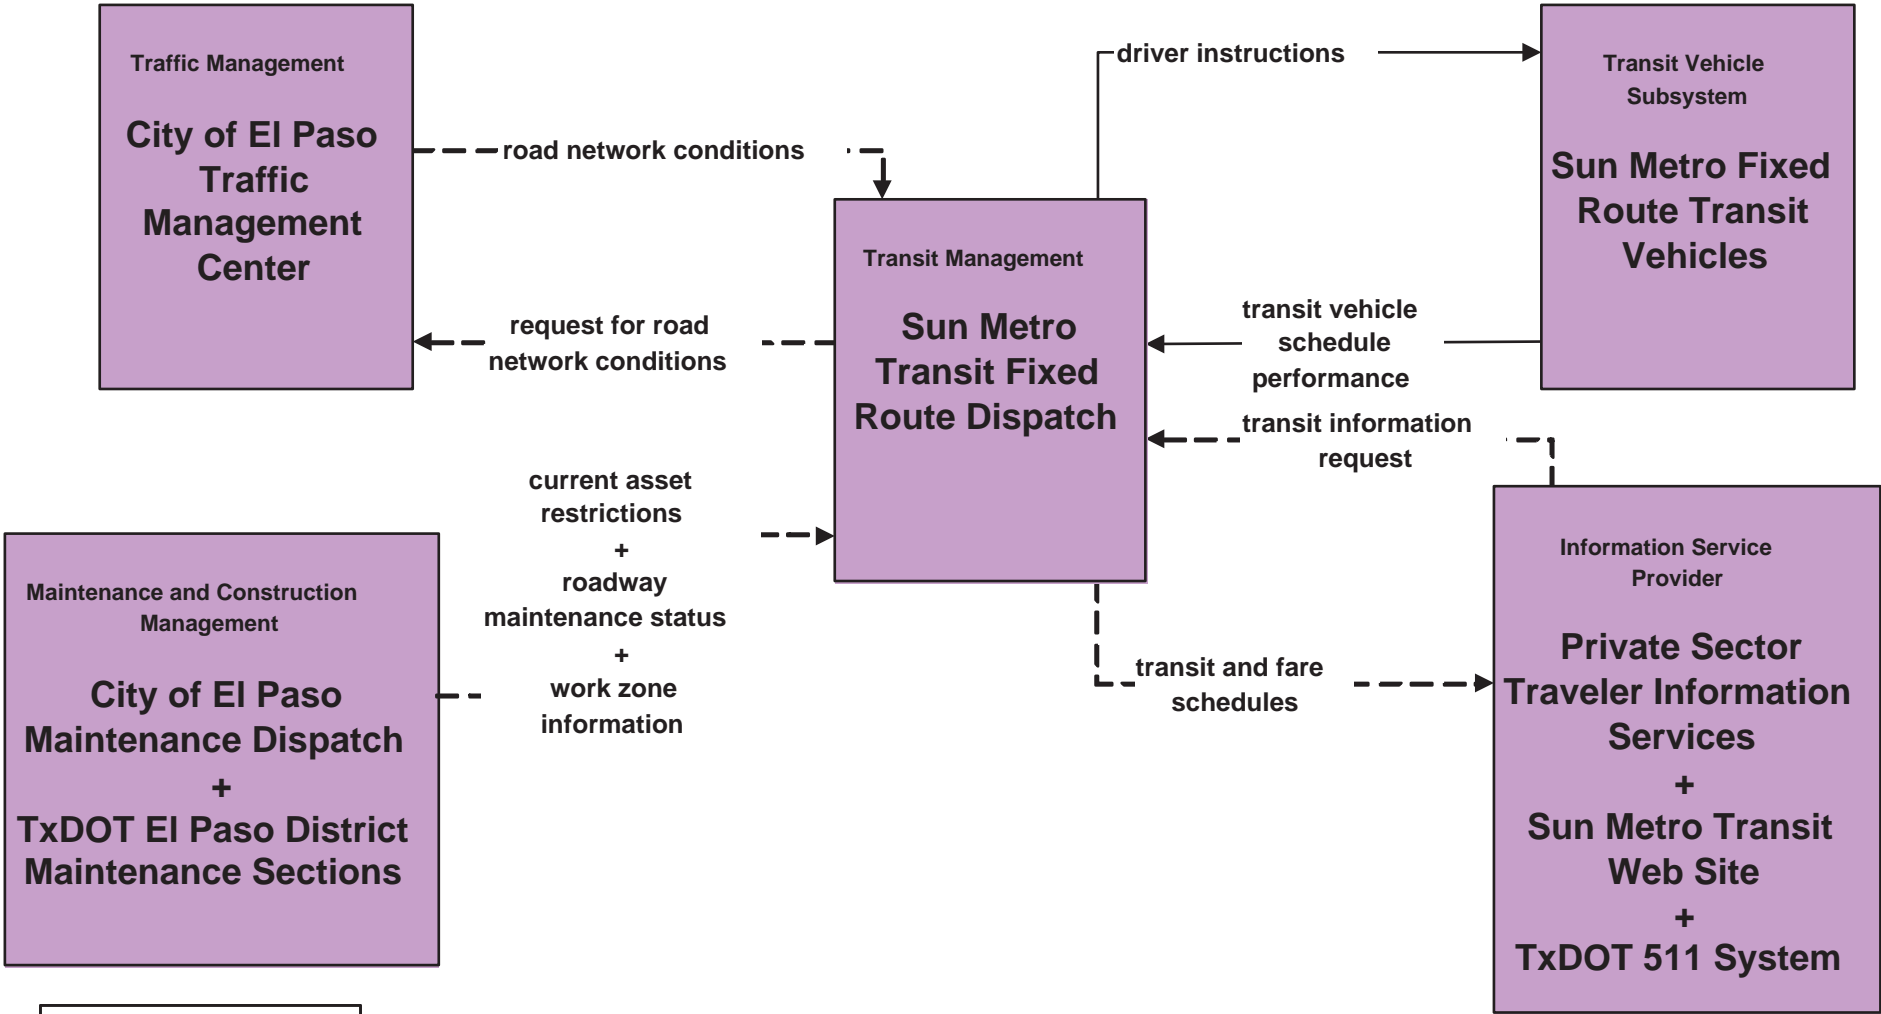 Traffic Management
City of El Paso
Traffic
Management
Center
road network conditions
request for road
network conditions
driver instructions
Transit Vehicle
Subsystem
Sun Metro Fixed
Route Transit
Vehicles
Transit Management
Sun Metro
Transit Fixed
Route Dispatch
transit vehicle
schedule
performance
transit information
request
current asset
restrictions
+
roadway
maintenance status
+
work zone
information
Maintenance and Construction
Management
City of El Paso
Maintenance Dispatch
+
TxDOT El Paso District
Maintenance Sections
transit and fare
schedules
Information Service
Provider
Private Sector
Traveler Information
Services
+
Sun Metro Transit
Web Site
+
TxDOT 511 System